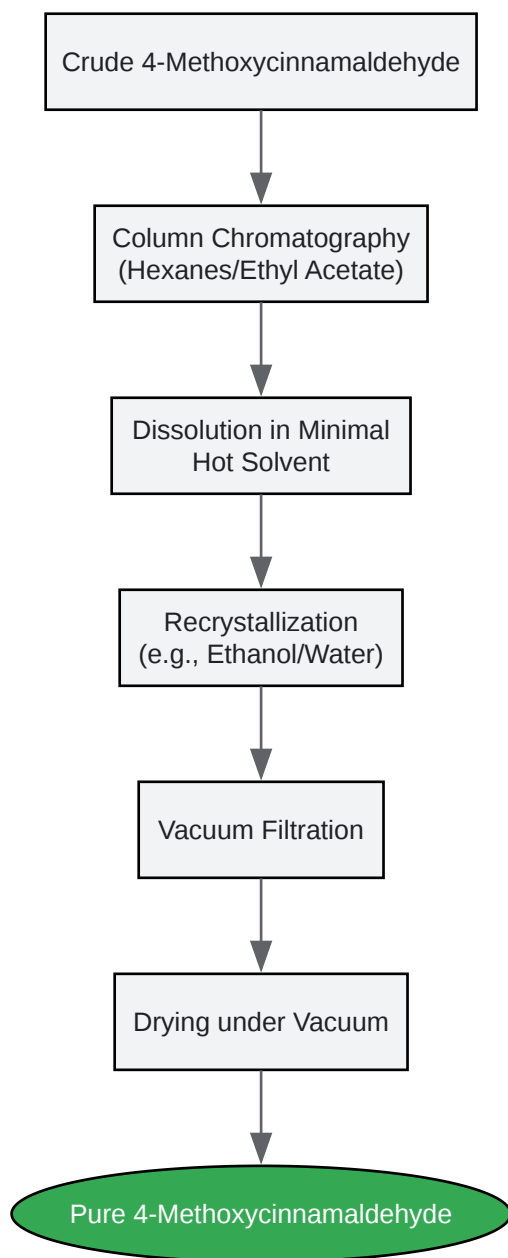 Crude 4-Methoxycinnamaldehyde
Column Chromatography
(Hexanes/Ethyl Acetate)
Dissolution in Minimal
Hot Solvent
Recrystallization
(e.g., Ethanol/Water)
Vacuum Filtration
Drying under Vacuum
Pure 4-Methoxycinnamaldehyde